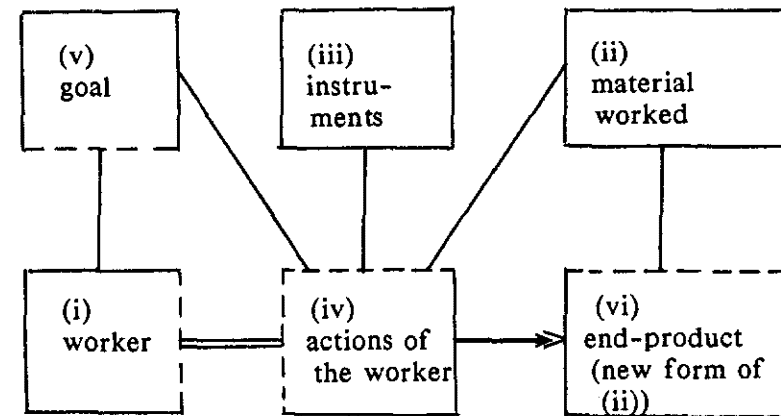 (v)
goal
(iii)
instru-
ments
(ii)
material
worked
(i)
worker
(iv)
actions of
the worker
(vi)
end-product
(new form of
(ii))